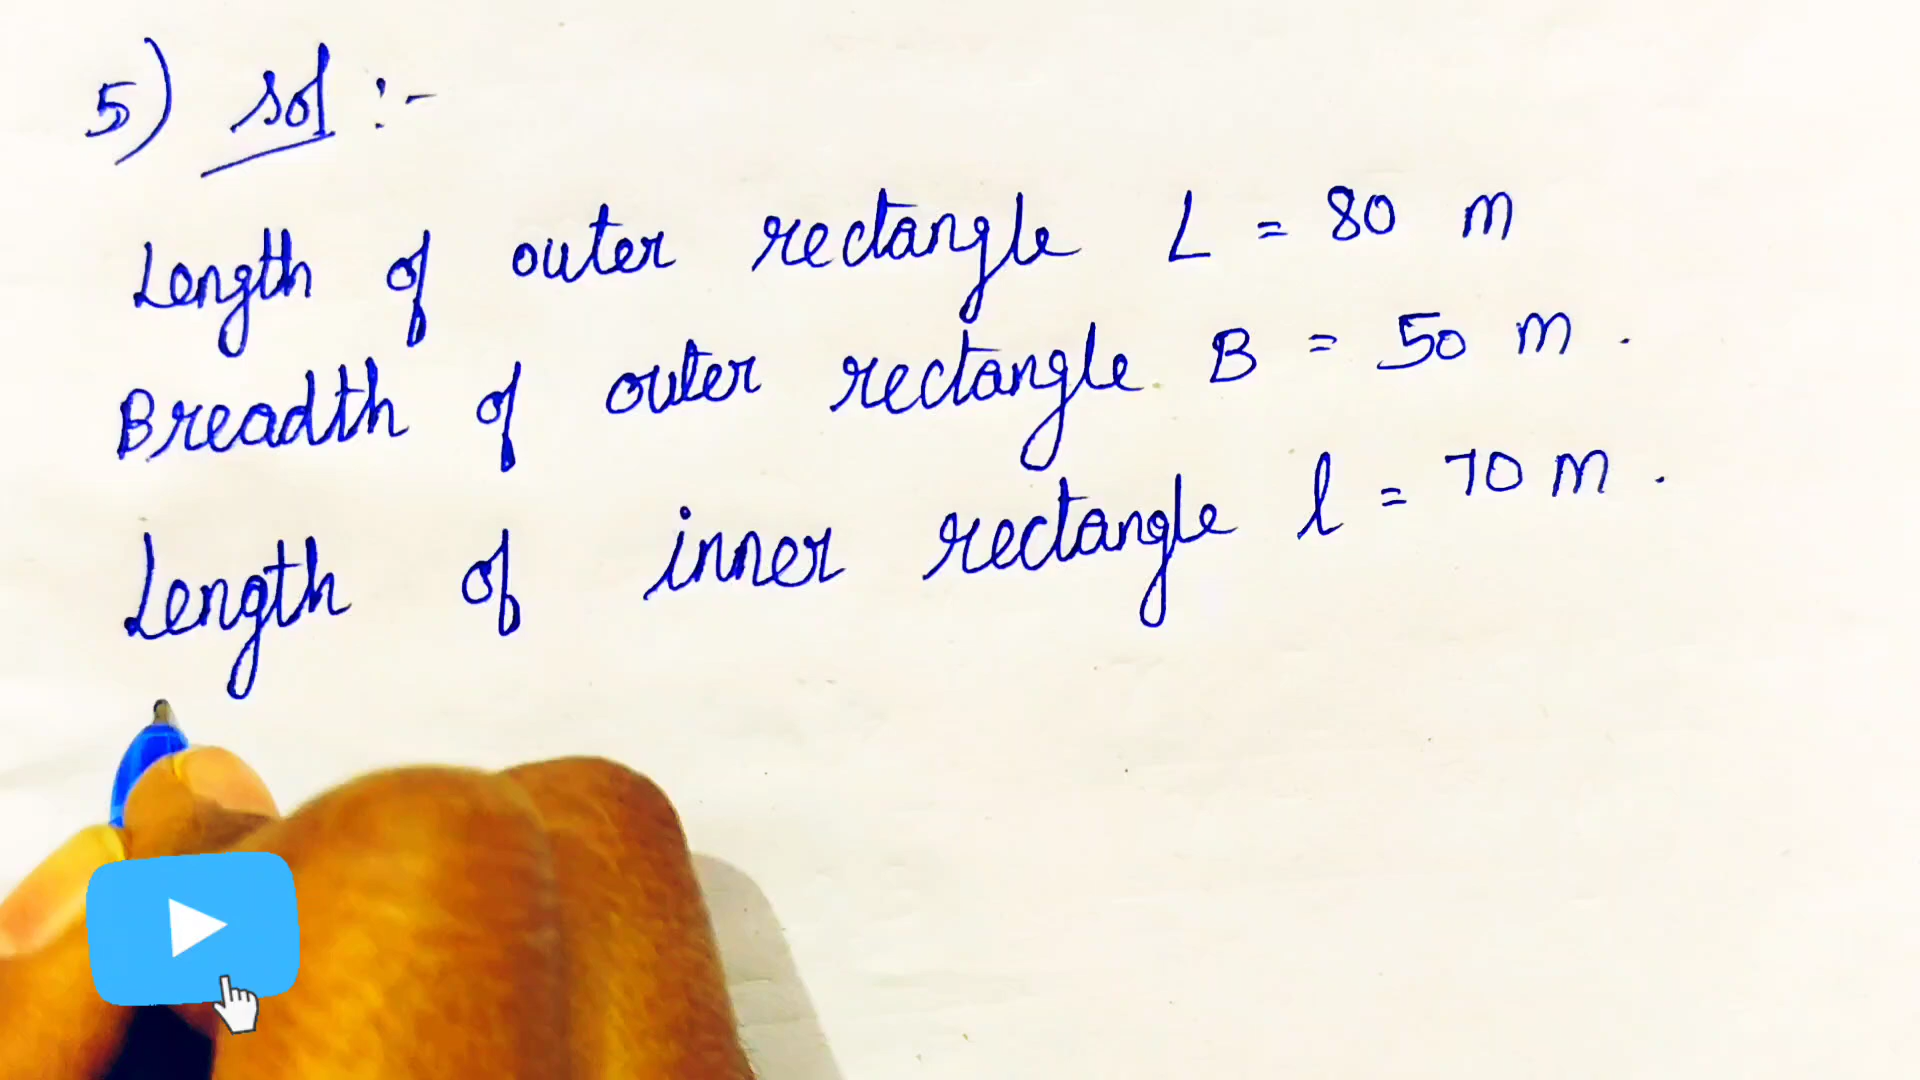 5) Sol :-
Length of outer rectangle L = 80 m
Breadth of outer rectangle B = 50 m.
Length of inner rectangle l = 70 m.